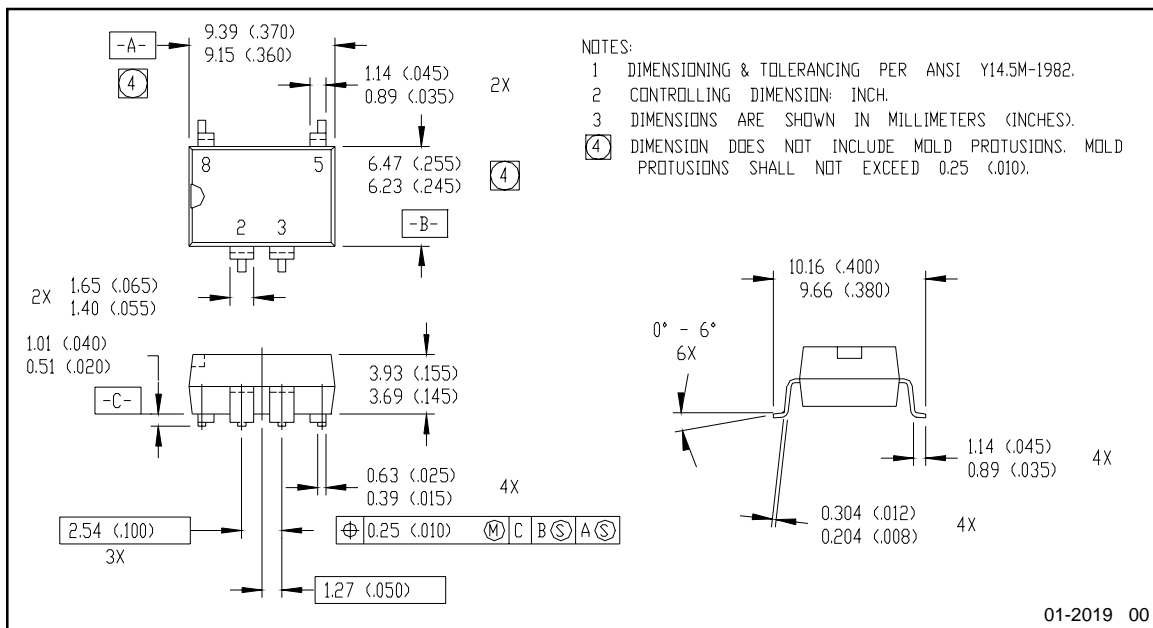 9.39 (.370)
9.15 (.360)
-A-
4
1.14 (.045)
0.89 (.035)
2X
8
5
6.47 (.255)
6.23 (.245)
4
2
3
-B-
2X
1.65 (.065)
1.40 (.055)
1.01 (.040)
0.51 (.020)
-C-
3.93 (.155)
3.69 (.145)
0.63 (.025)
0.39 (.015)
4X
2.54 (.100)
3X
⌖ 0.25 (.010) Ⓜ C B Ⓢ A Ⓢ
1.27 (.050)
NOTES:
1 DIMENSIONING & TOLERANCING PER ANSI Y14.5M-1982.
2 CONTROLLING DIMENSION: INCH.
3 DIMENSIONS ARE SHOWN IN MILLIMETERS (INCHES).
4 DIMENSION DOES NOT INCLUDE MOLD PROTUSIONS. MOLD
PROTUSIONS SHALL NOT EXCEED 0.25 (.010).
10.16 (.400)
9.66 (.380)
0° - 6°
6X
1.14 (.045)
0.89 (.035)
4X
0.304 (.012)
0.204 (.008)
4X
01-2019 00